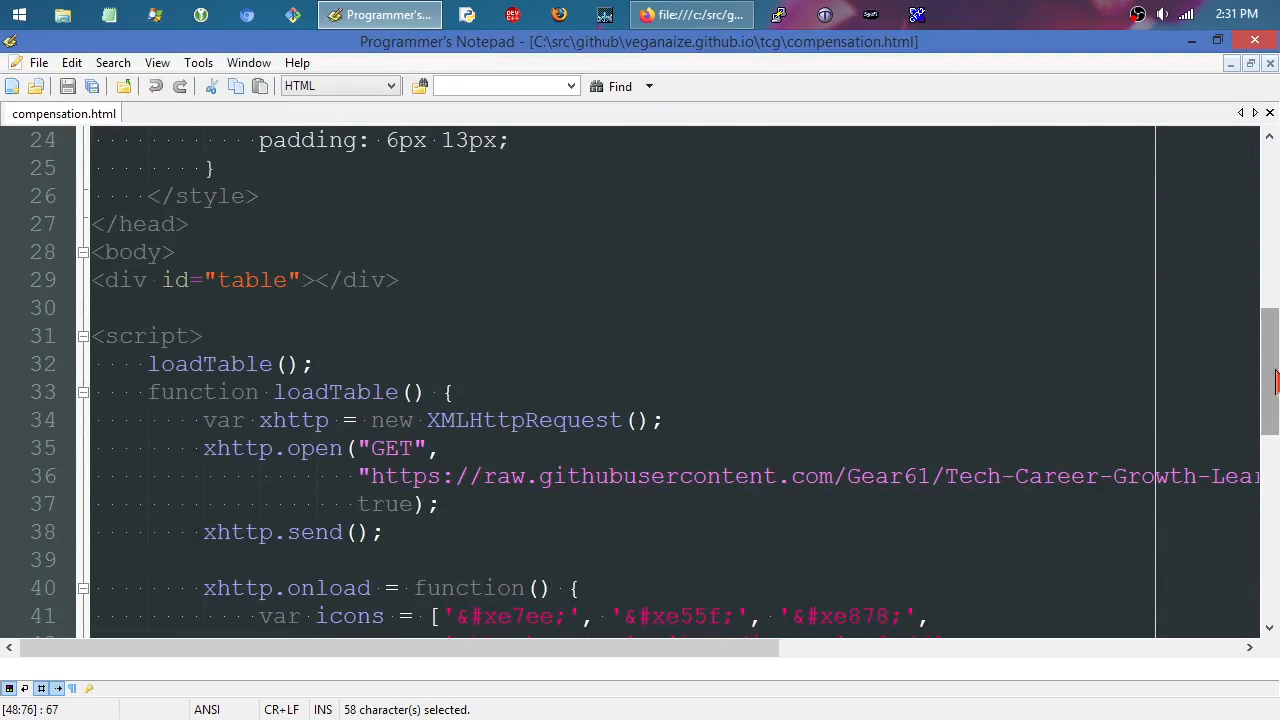 Programmer's...
file:///c:/src/g...
2:31 PM
Programmer's Notepad - [C:\src\github\veganaize.github.io\tcg\compensation.html]
File Edit Search View Tools Window Help
HTML
Find
compensation.html
24 padding: 6px 13px;
25 }
26 </style>
27 </head>
28 <body>
29 <div id="table"></div>
30
31 <script>
32 loadTable();
33 function loadTable() {
34 var xhttp = new XMLHttpRequest();
35 xhttp.open("GET",
36 "https://raw.githubusercontent.com/Gear61/Tech-Career-Growth-Lear
37 true);
38 xhttp.send();
39
40 xhttp.onload = function() {
41 var icons = ['&#xe7ee;', '&#xe55f;', '&#xe878;',
[48:76] : 67 ANSI CR+LF INS 58 character(s) selected.